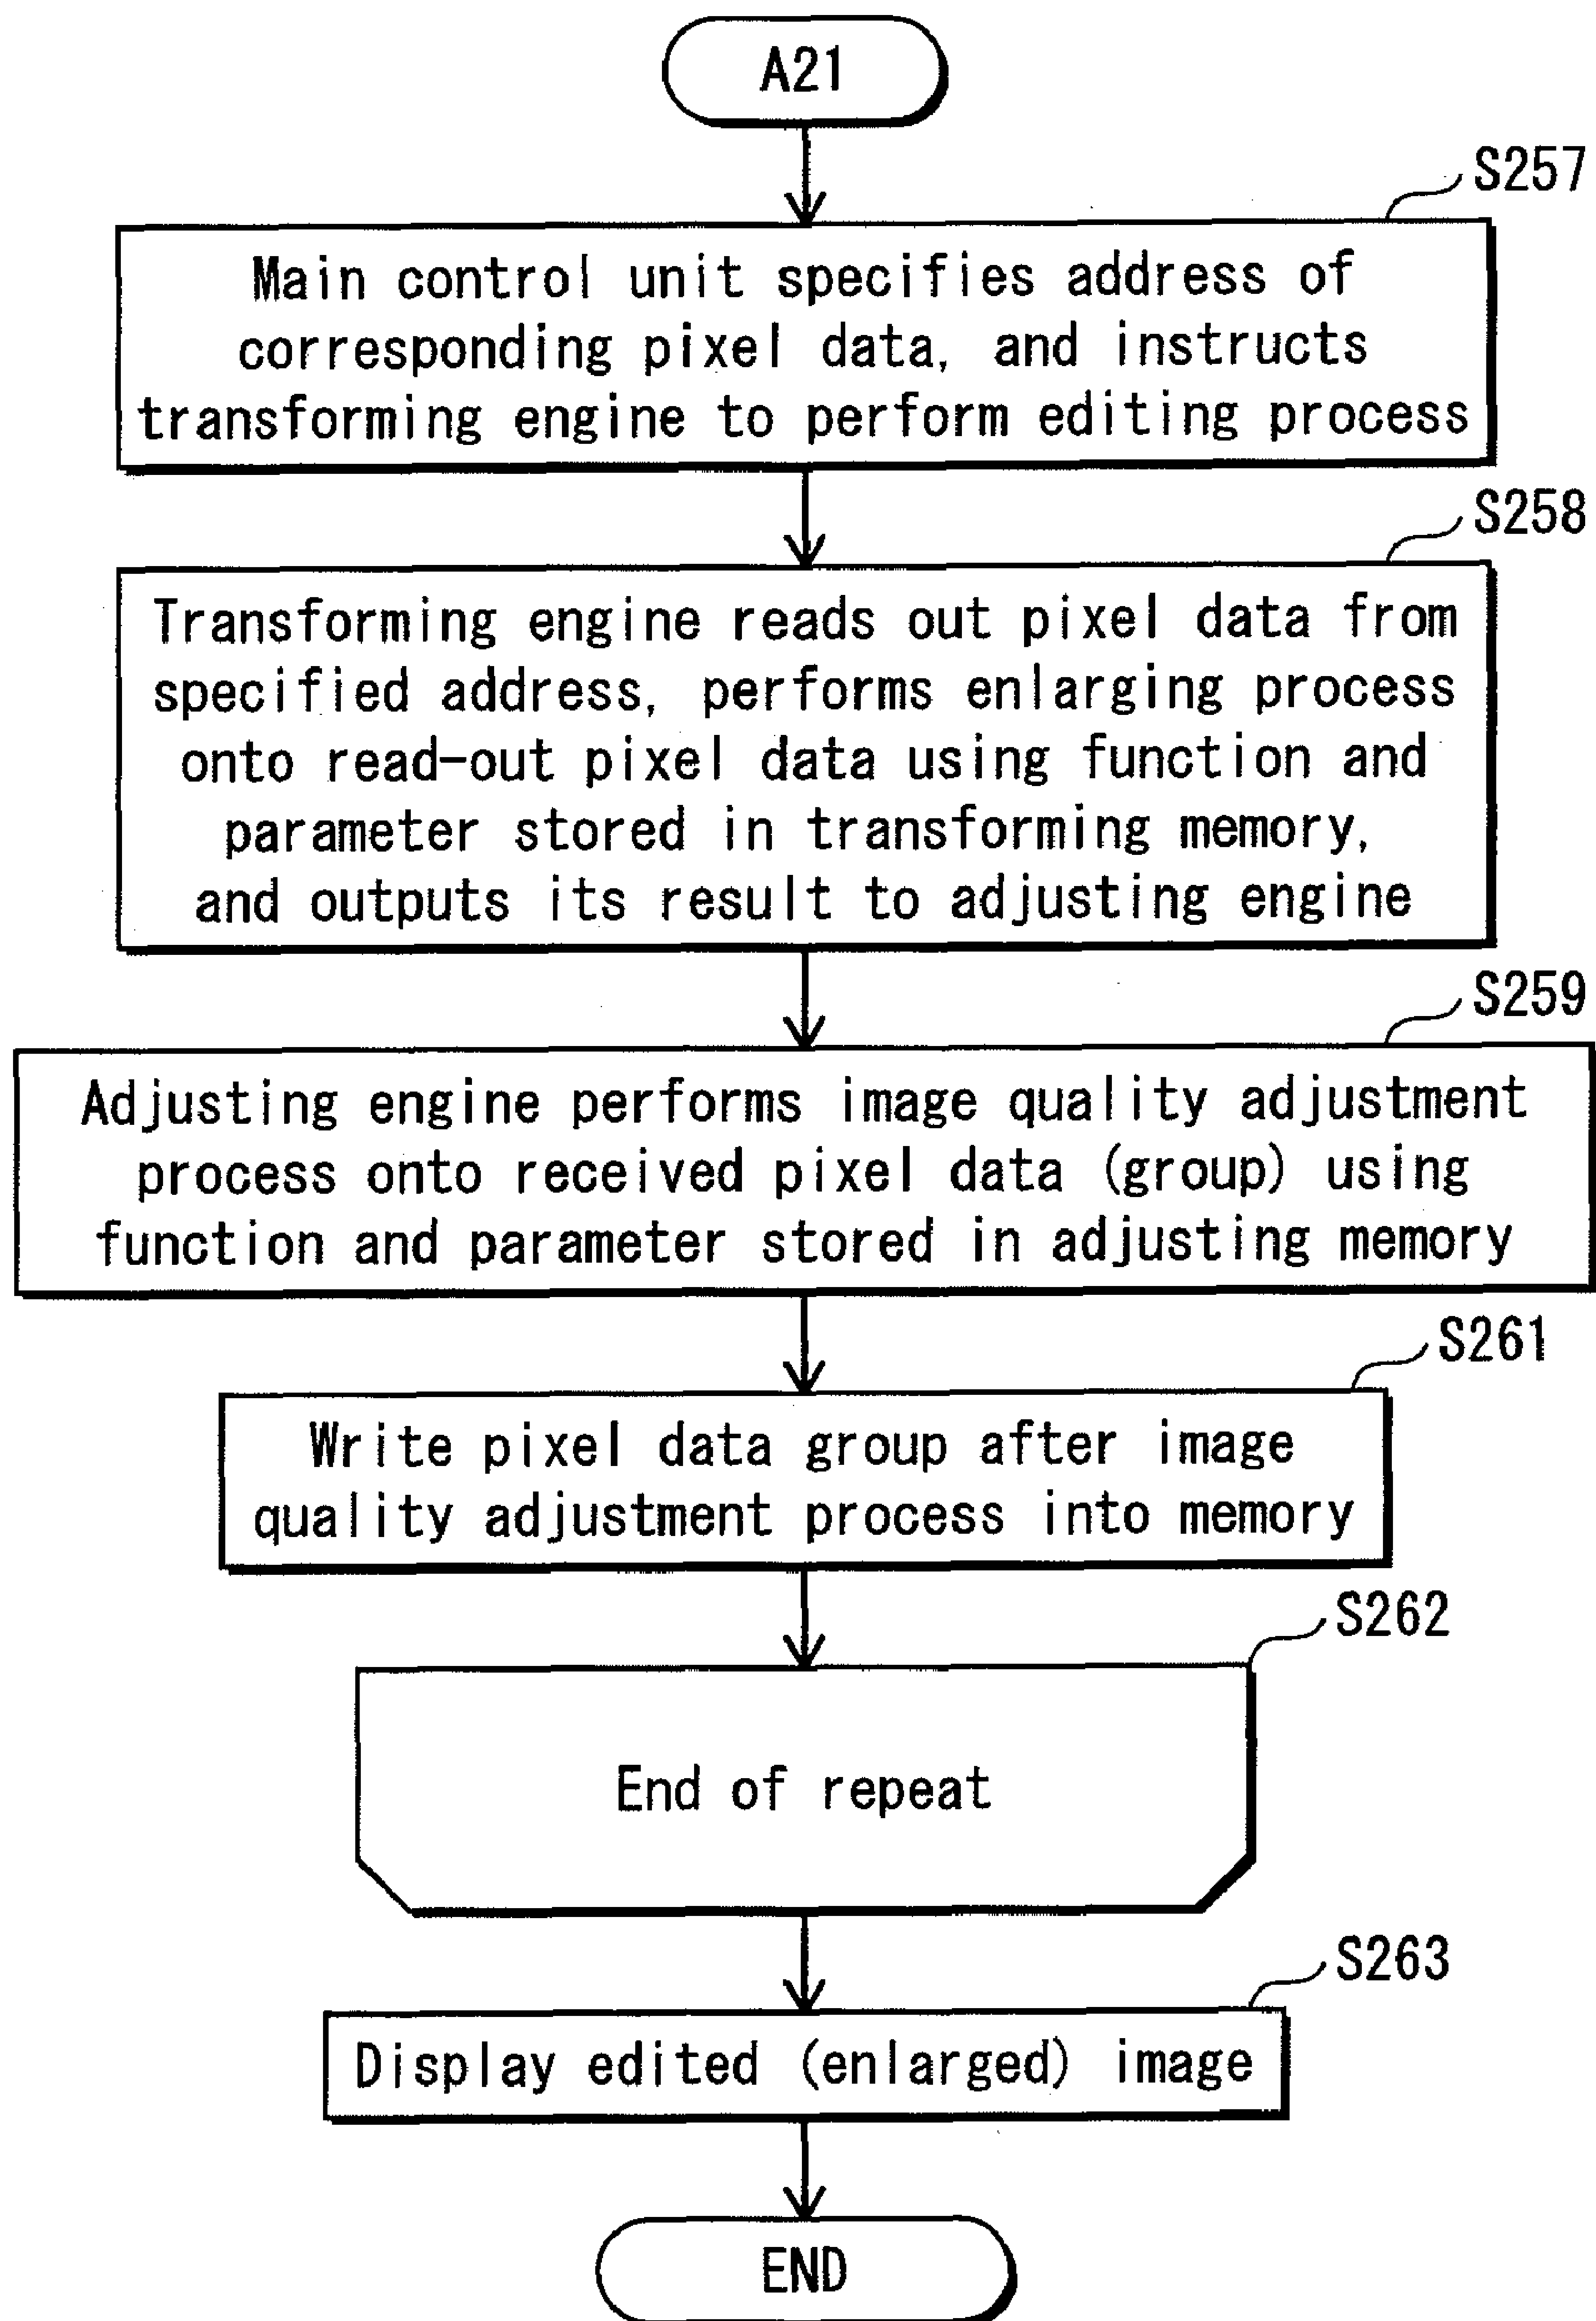 A21
S257
Main control unit specifies address of
corresponding pixel data, and instructs
transforming engine to perform editing process
S258
Transforming engine reads out pixel data from
specified address, performs enlarging process
onto read-out pixel data using function and
parameter stored in transforming memory,
and outputs its result to adjusting engine
S259
Adjusting engine performs image quality adjustment
process onto received pixel data (group) using
function and parameter stored in adjusting memory
S261
Write pixel data group after image
quality adjustment process into memory
S262
End of repeat
S263
Display edited (enlarged) image
END